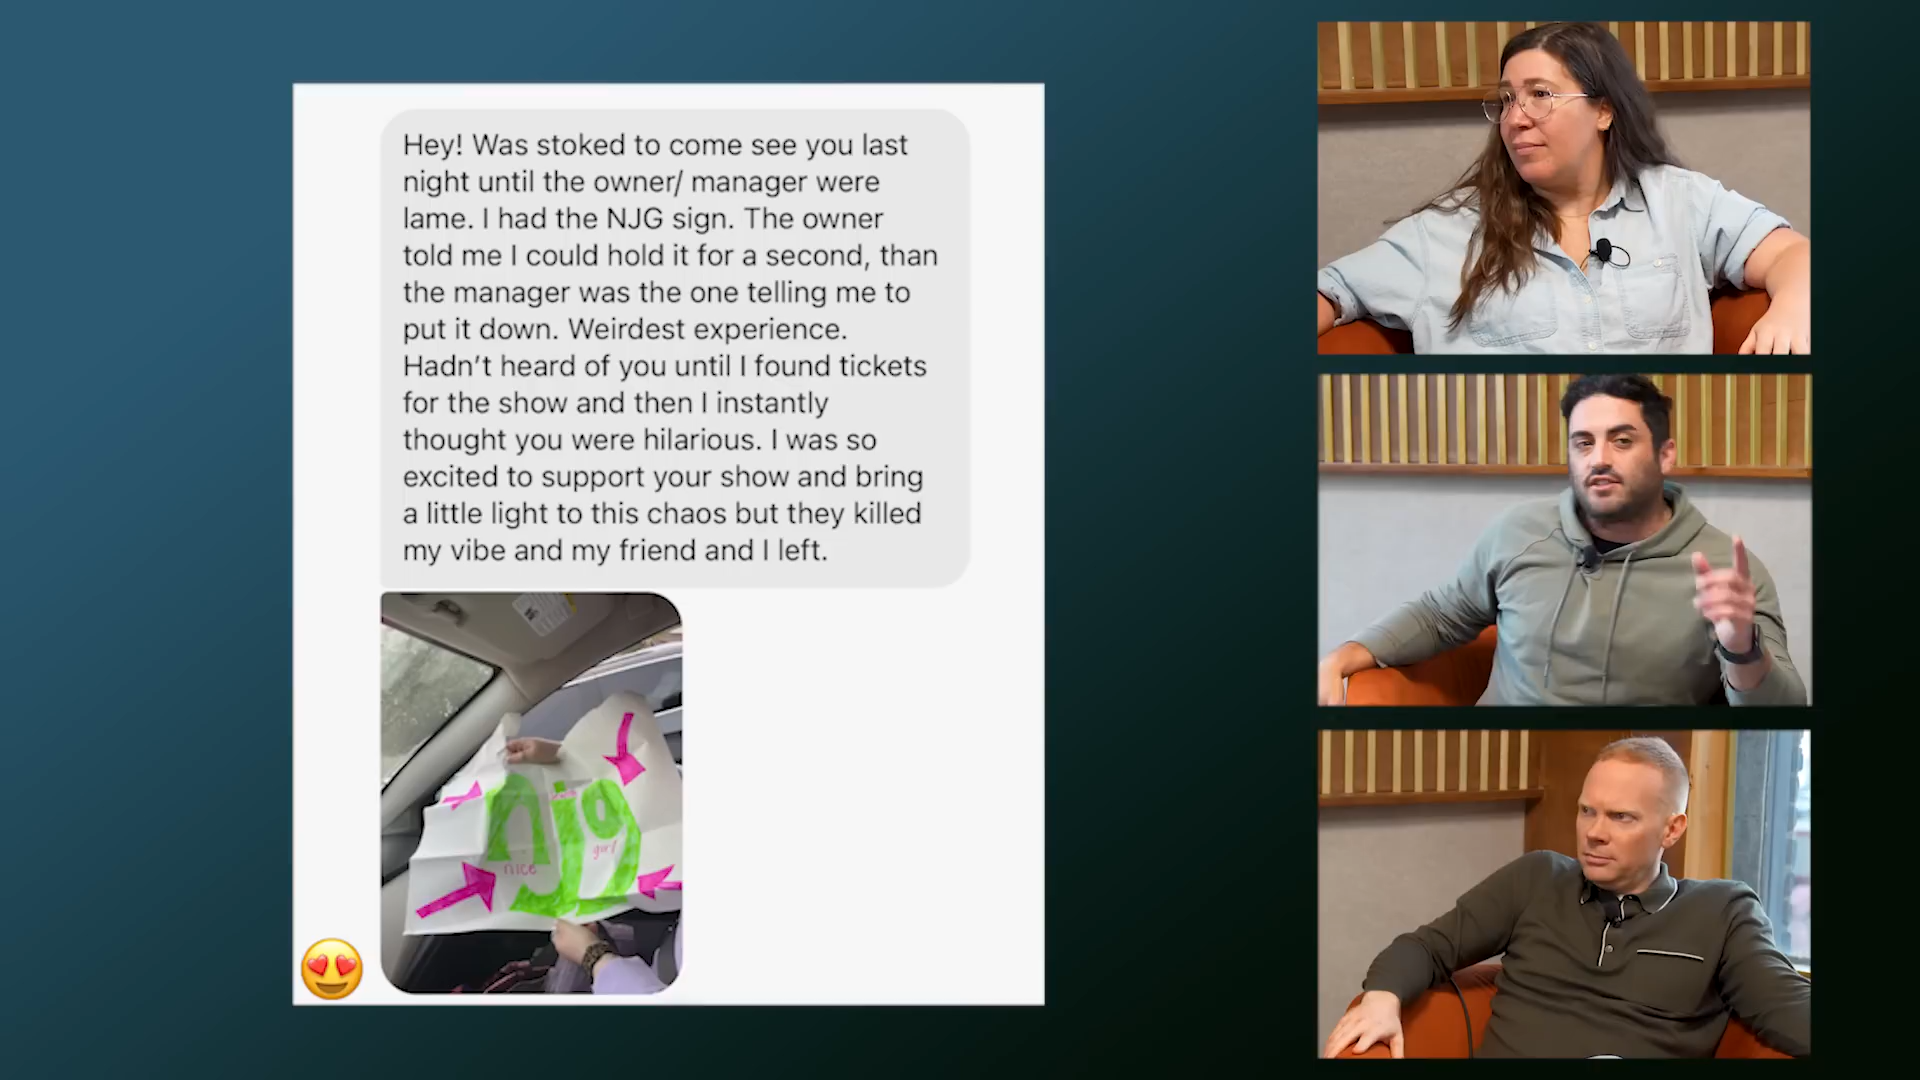 Hey! Was stoked to come see you last
night until the owner/ manager were
lame. I had the NJG sign. The owner
told me I could hold it for a second, than
the manager was the one telling me to
put it down. Weirdest experience.
Hadn’t heard of you until I found tickets
for the show and then I instantly
thought you were hilarious. I was so
excited to support your show and bring
a little light to this chaos but they killed
my vibe and my friend and I left.
njg
nice
girl